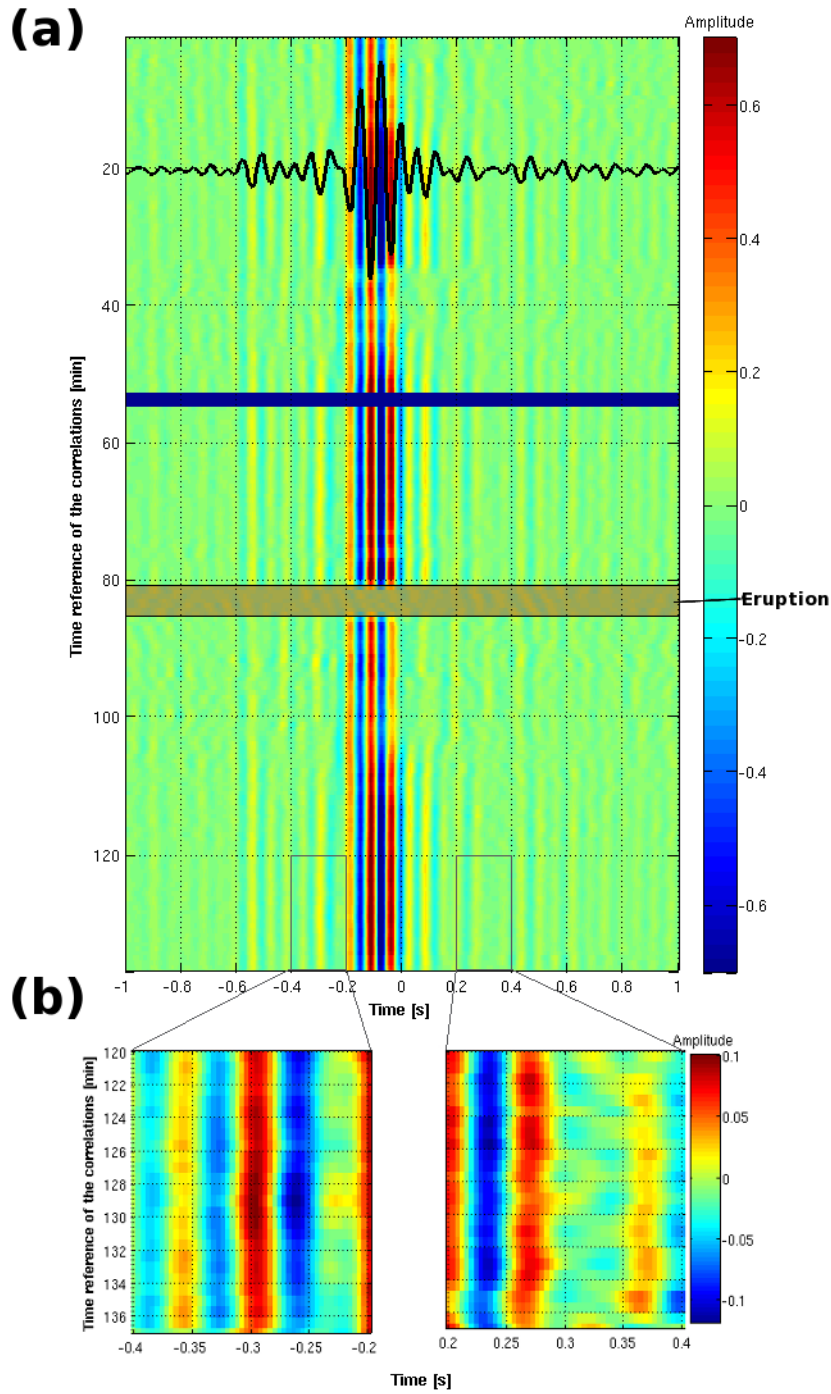 (a)
Amplitude
Time reference of the correlations [min]
20
40
60
80
100
120
-1 -0.8 -0.6 -0.4 -0.2 0 0.2 0.4 0.6 0.8 1
Time [s]
0.6
0.4
0.2
0
-0.2
-0.4
-0.6
Eruption
(b)
Time reference of the correlations [min]
120
122
124
126
128
130
132
134
136
-0.4 -0.35 -0.3 -0.25 -0.2
0.2 0.25 0.3 0.35 0.4
Amplitude
0.1
0.05
0
-0.05
-0.1
Time [s]